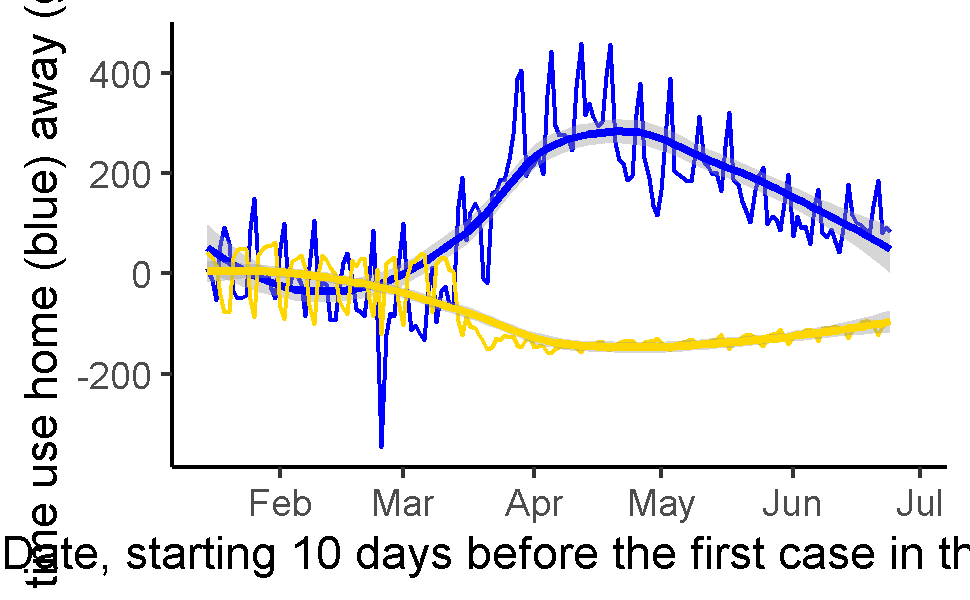 time use home (blue) away (
400
200
0
-200
Feb Mar Apr May Jun Jul
Date, starting 10 days before the first case in th